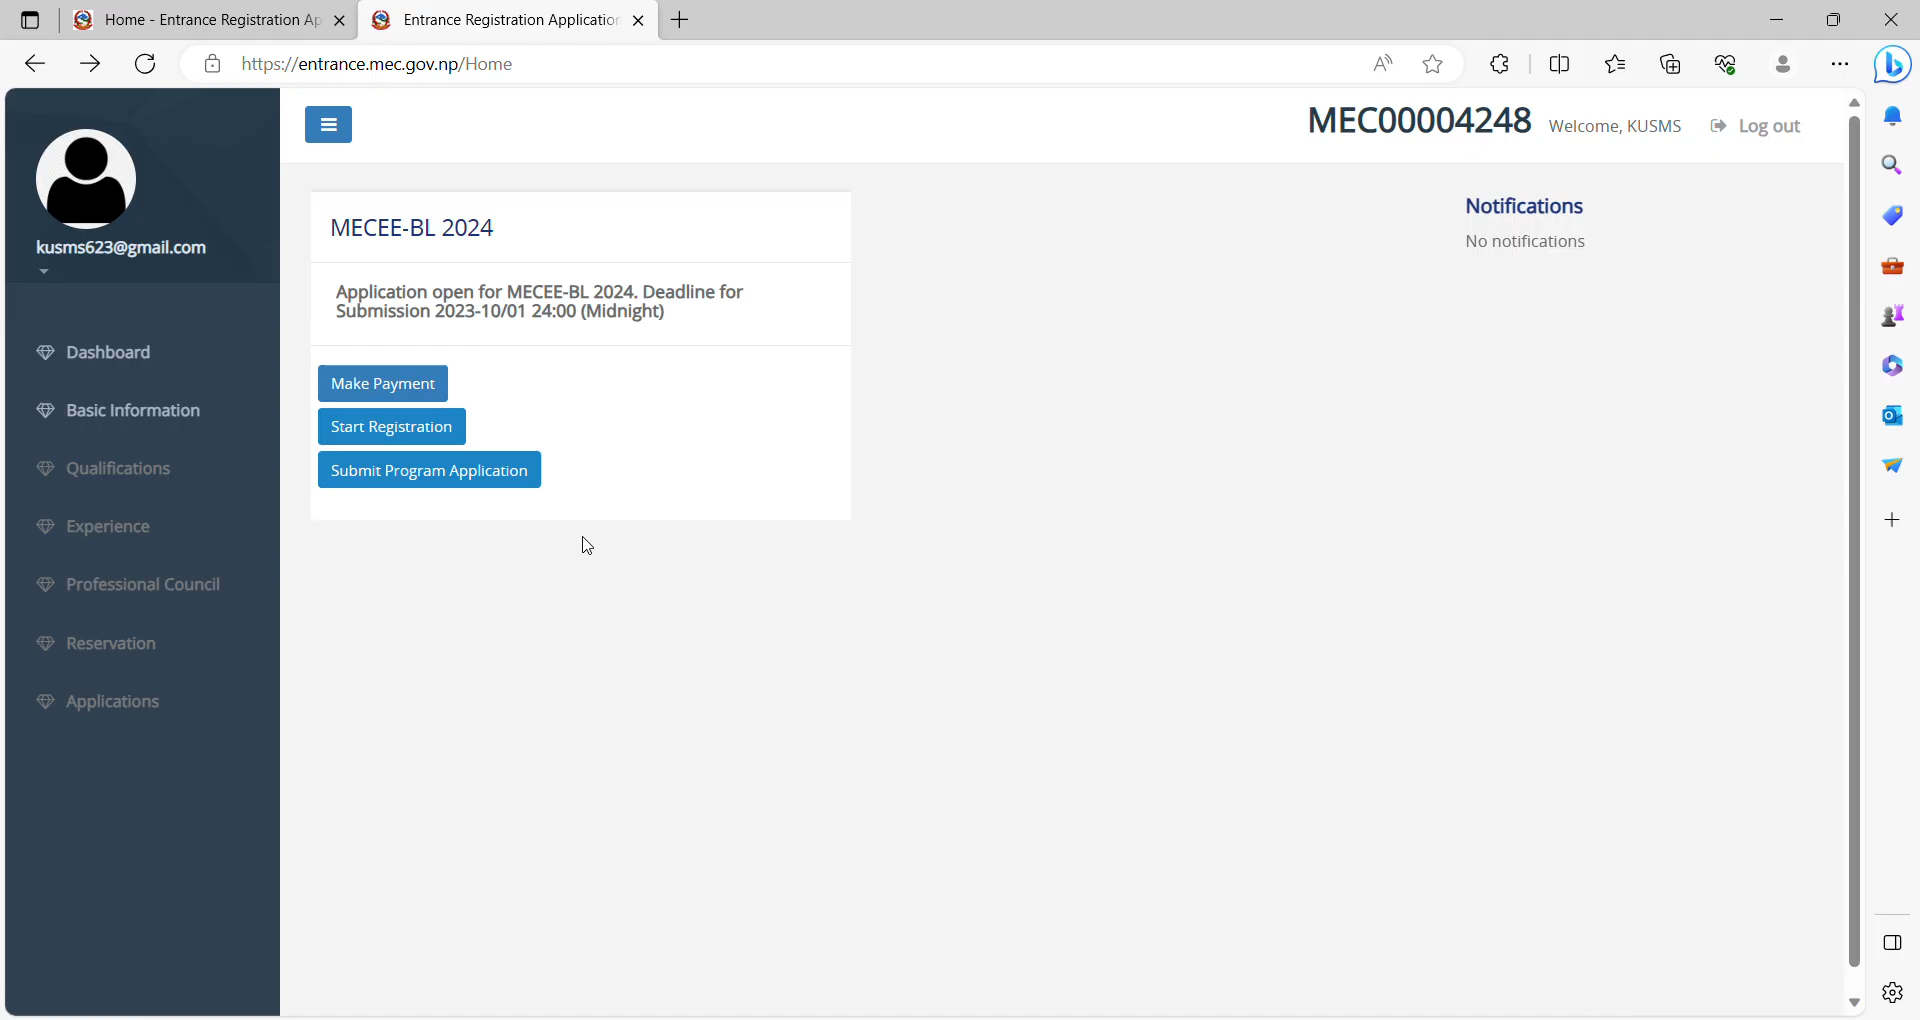 Home - Entrance Registration Ap
Entrance Registration Application
https://entrance.mec.gov.np/Home
MEC00004248 Welcome, KUSMS Log out
kusms623@gmail.com
Dashboard
Basic Information
Qualifications
Experience
Professional Council
Reservation
Applications
MECEE-BL 2024
Application open for MECEE-BL 2024. Deadline for
Submission 2023-10/01 24:00 (Midnight)
Make Payment
Start Registration
Submit Program Application
Notifications
No notifications